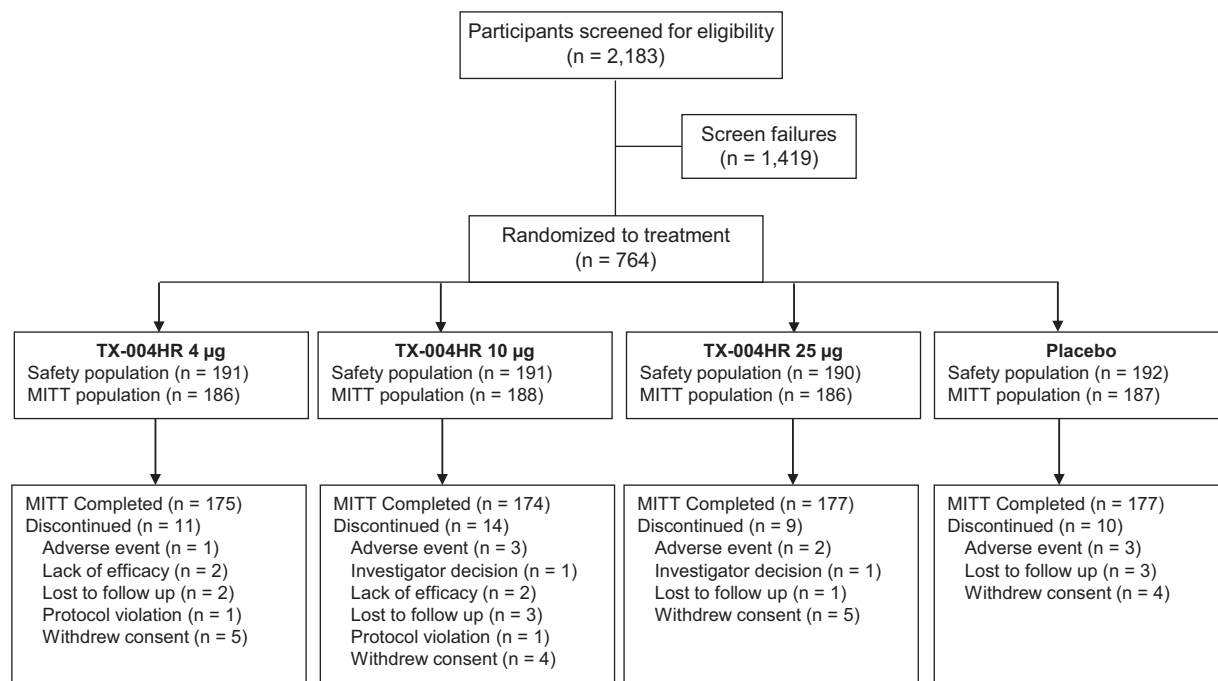 Participants screened for eligibility
(n = 2,183)
Screen failures
(n = 1,419)
Randomized to treatment
(n = 764)
TX-004HR 4 µg
Safety population (n = 191)
MITT population (n = 186)
TX-004HR 10 µg
Safety population (n = 191)
MITT population (n = 188)
TX-004HR 25 µg
Safety population (n = 190)
MITT population (n = 186)
Placebo
Safety population (n = 192)
MITT population (n = 187)
MITT Completed (n = 175)
Discontinued (n = 11)
Adverse event (n = 1)
Lack of efficacy (n = 2)
Lost to follow up (n = 2)
Protocol violation (n = 1)
Withdrew consent (n = 5)
MITT Completed (n = 174)
Discontinued (n = 14)
Adverse event (n = 3)
Investigator decision (n = 1)
Lack of efficacy (n = 2)
Lost to follow up (n = 3)
Protocol violation (n = 1)
Withdrew consent (n = 4)
MITT Completed (n = 177)
Discontinued (n = 9)
Adverse event (n = 2)
Investigator decision (n = 1)
Lost to follow up (n = 1)
Withdrew consent (n = 5)
MITT Completed (n = 177)
Discontinued (n = 10)
Adverse event (n = 3)
Lost to follow up (n = 3)
Withdrew consent (n = 4)